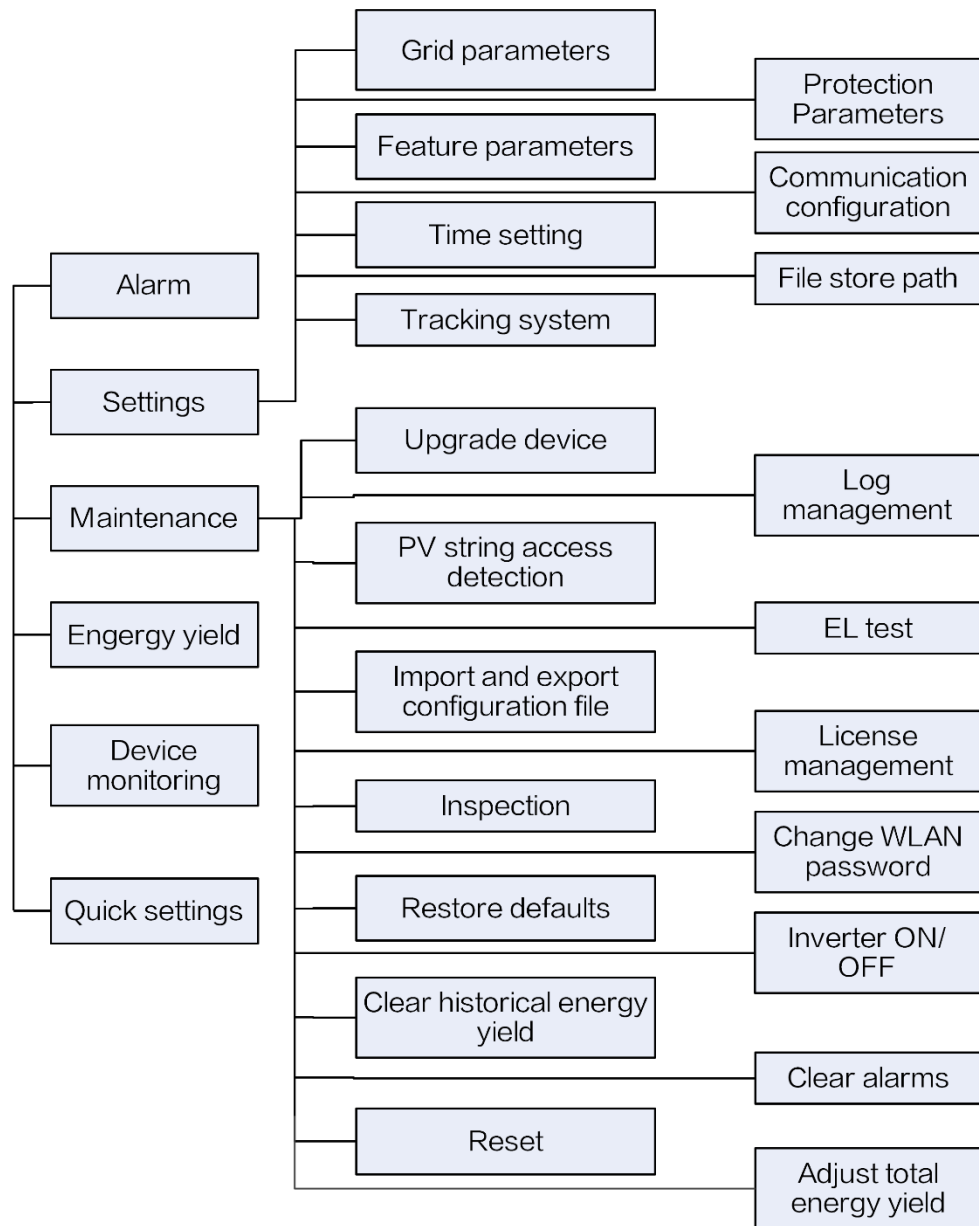 Grid parameters
Protection
Parameters
Feature parameters
Communication
configuration
Time setting
File store path
Tracking system
Alarm
Settings
Maintenance
Engergy yield
Device
monitoring
Quick settings
Upgrade device
Log
management
PV string access
detection
EL test
Import and export
configuration file
License
management
Inspection
Change WLAN
password
Restore defaults
Inverter ON/
OFF
Clear historical energy
yield
Clear alarms
Reset
Adjust total
energy yield